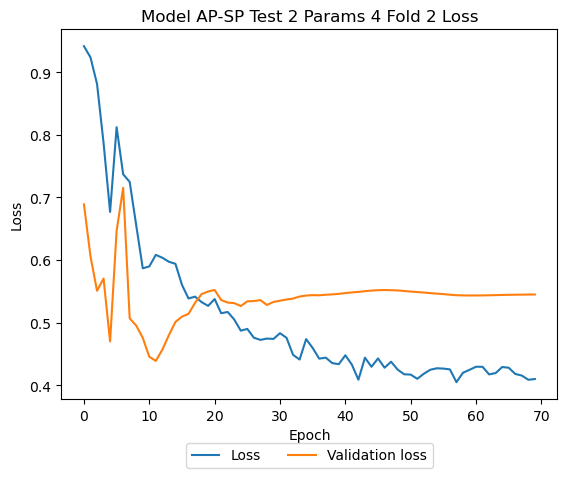 Model AP-SP Test 2 Params 4 Fold 2 Loss
Loss
0.9
0.8
0.7
0.6
0.5
0.4
0 10 20 30 40 50 60 70
Epoch
Loss Validation loss